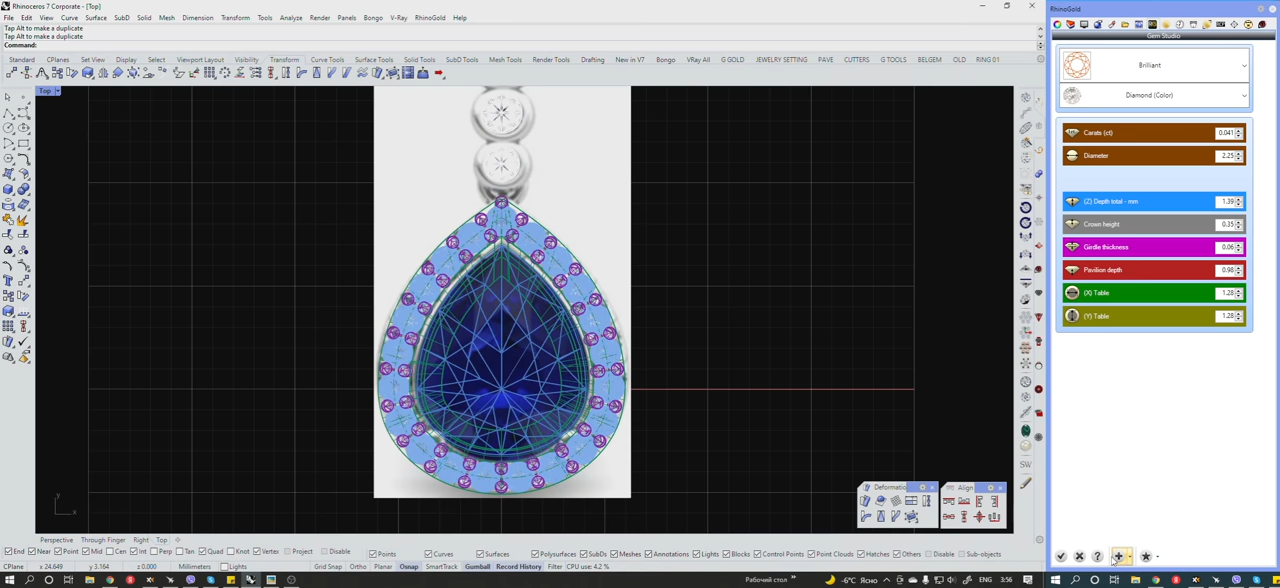 Rhinoceros 7 Corporate - [Top]
File Edit View Curve Surface SubD Solid Mesh Dimension Transform Tools Analyze Render Panels Bongo V-Ray RhinoGold Help
Tap Alt to make a duplicate
Tap Alt to make a duplicate
Command:
Standard CPlanes Set View Display Select Viewport Layout Visibility Transform Curve Tools Surface Tools Solid Tools SubD Tools Mesh Tools Render Tools Drafting New in V7 Bongo VRay All G GOLD JEWELRY SETTING PAVE CUTTERS G TOOLS BELGEM OLD RING 01
Top
RhinoGold
Gem Studio
Brilliant
Diamond (Color)
Carats (ct) 0.041
Diameter 2.25
(Z) Depth total - mm 1.39
Crown height 0.35
Girdle thickness 0.06
Pavilion depth 0.98
(X) Table 1.28
(Y) Table 1.28
SW
Deformatio
Align
y
x
Perspective Through Finger Right Top
End Near Point Mid Cen Int Perp Tan Quad Knot Vertex Project Disable
Points Curves Surfaces Polysurfaces SubDs Meshes Annotations Lights Blocks Control Points Point Clouds Hatches Others Disable Sub-objects
CPlane x 24.649 y 3.164 z 0.000 Millimeters Lights Grid Snap Ortho Planar Osnap SmartTrack Gumball Record History Filter CPU use: 4.2 %
Рабочий стол -6°C Ясно ENG 3:56